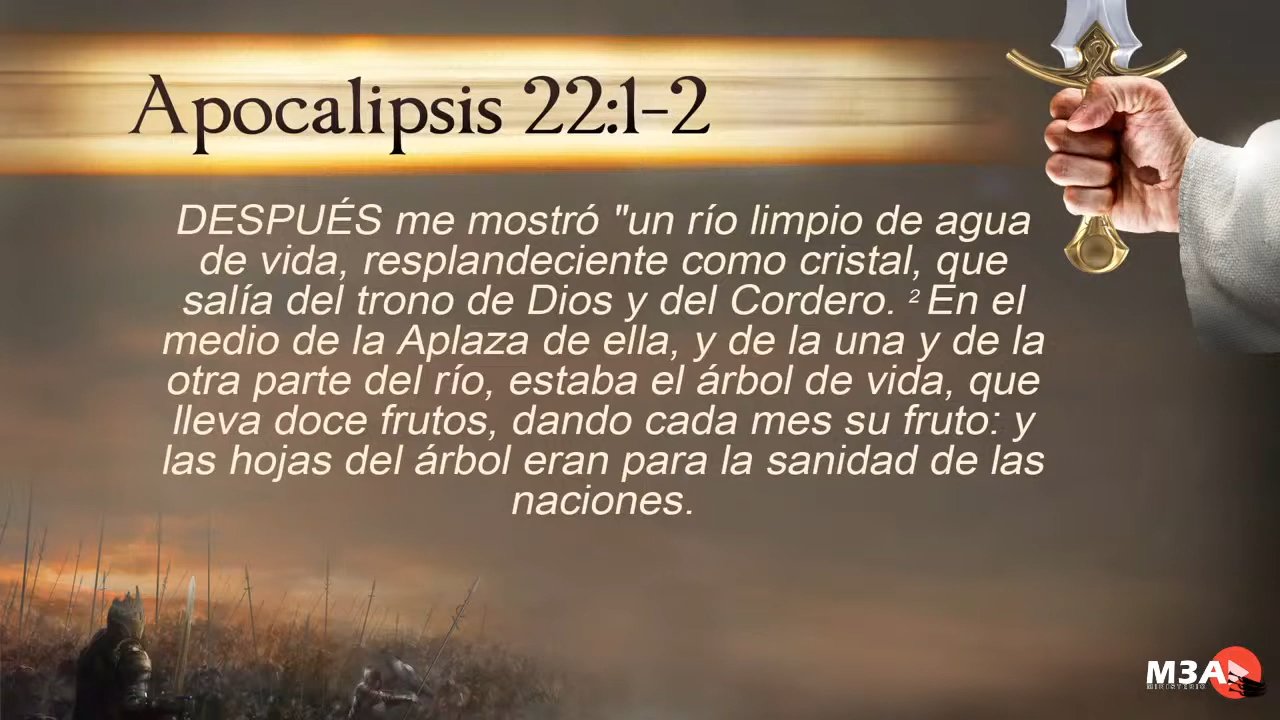 Apocalipsis 22:1-2
DESPUÉS me mostró "un río limpio de agua
de vida, resplandeciente como cristal, que
salía del trono de Dios y del Cordero. ² En el
medio de la Aplaza de ella, y de la una y de la
otra parte del río, estaba el árbol de vida, que
lleva doce frutos, dando cada mes su fruto: y
las hojas del árbol eran para la sanidad de las
naciones.
M3A
MINISTERIO